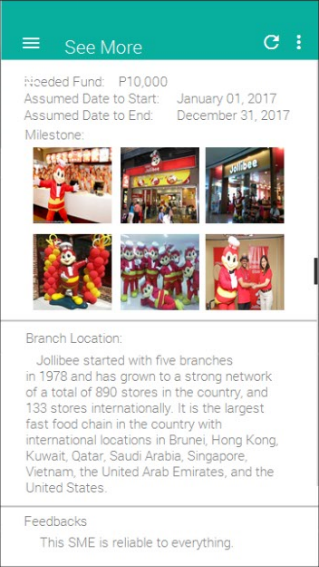 See More
Needed Fund: P10,000
Assumed Date to Start: January 01, 2017
Assumed Date to End: December 31, 2017
Milestone:
Jollibee
Jollibee
Branch Location:
Jollibee started with five branches
in 1978 and has grown to a strong network
of a total of 890 stores in the country, and
133 stores internationally. It is the largest
fast food chain in the country with
international locations in Brunei, Hong Kong,
Kuwait, Qatar, Saudi Arabia, Singapore,
Vietnam, the United Arab Emirates, and the
United States.
Feedbacks
This SME is reliable to everything.